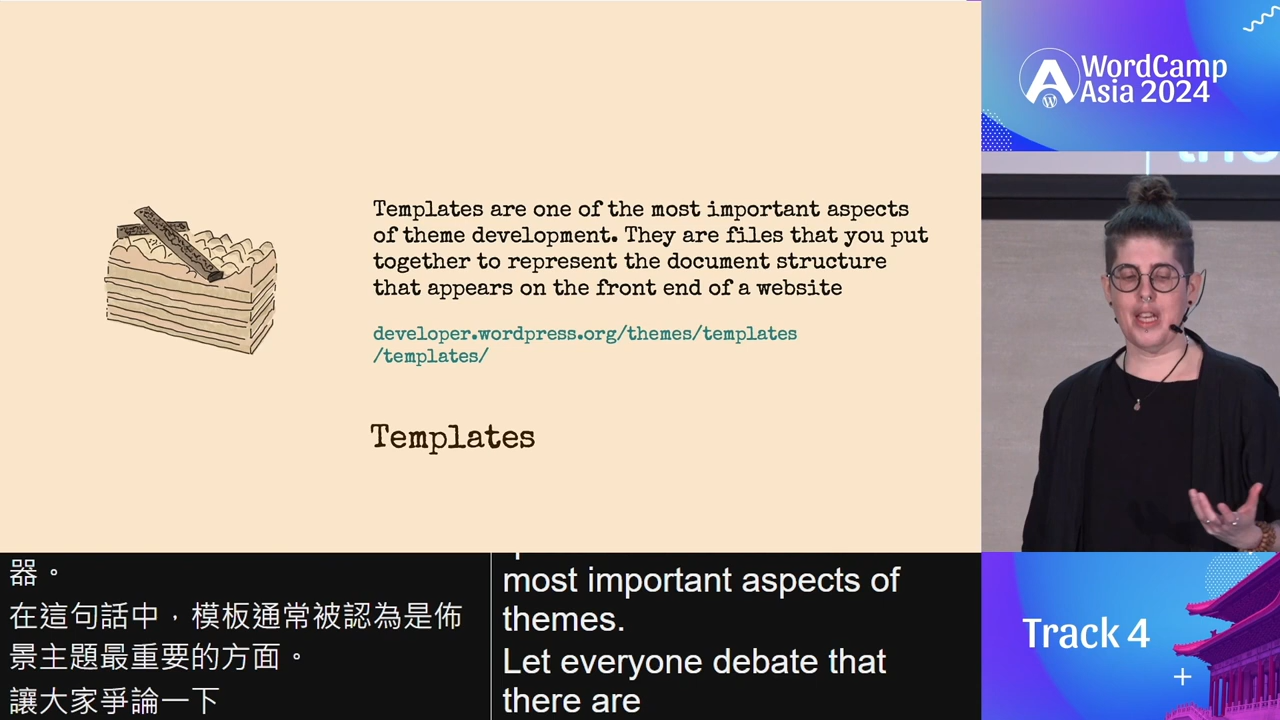 Templates are one of the most important aspects
of theme development. They are files that you put
together to represent the document structure
that appears on the front end of a website
developer.wordpress.org/themes/templates
/templates/
Templates
WordCamp
Asia 2024
器。
在這句話中，模板通常被認為是佈
景主題最重要的方面。
讓大家爭論一下
most important aspects of
themes.
Let everyone debate that
there are
Track 4